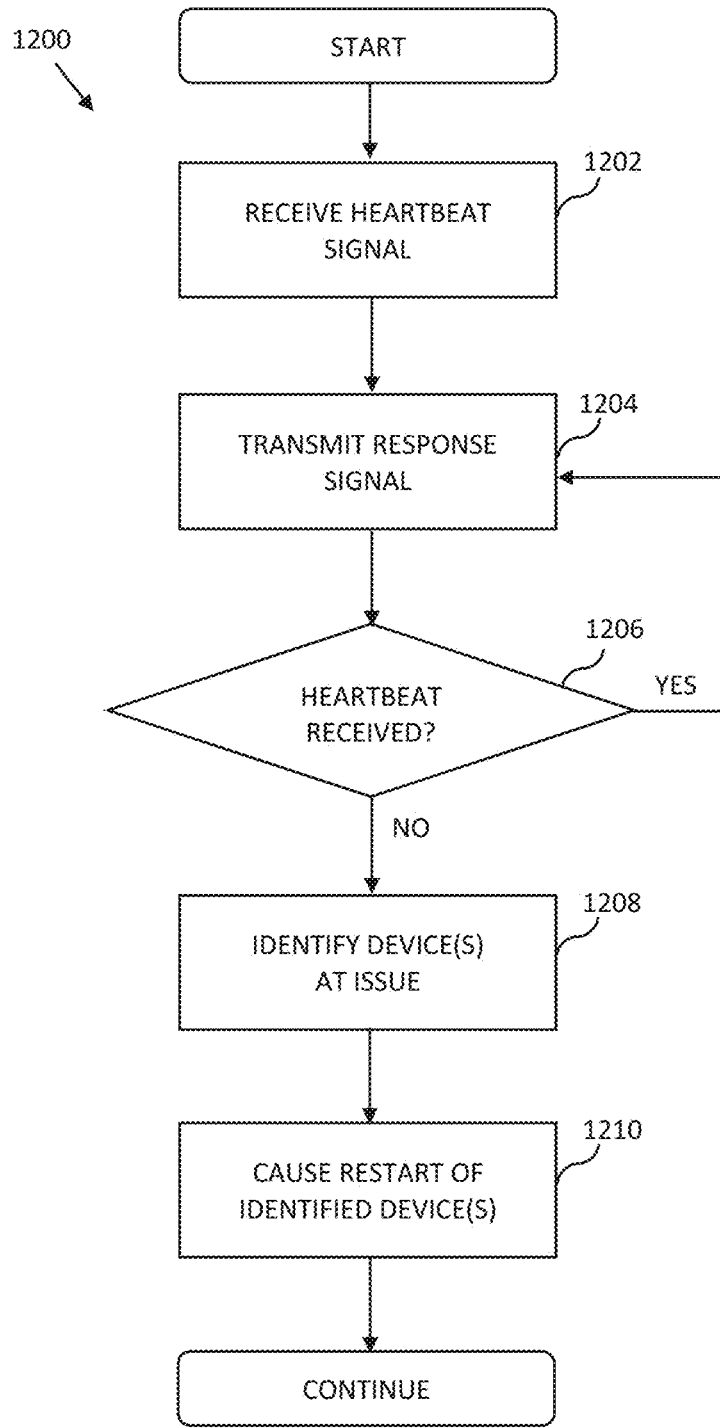 1200
START
1202
RECEIVE HEARTBEAT
SIGNAL
1204
TRANSMIT RESPONSE
SIGNAL
1206
HEARTBEAT
RECEIVED?
YES
NO
1208
IDENTIFY DEVICE(S)
AT ISSUE
1210
CAUSE RESTART OF
IDENTIFIED DEVICE(S)
CONTINUE